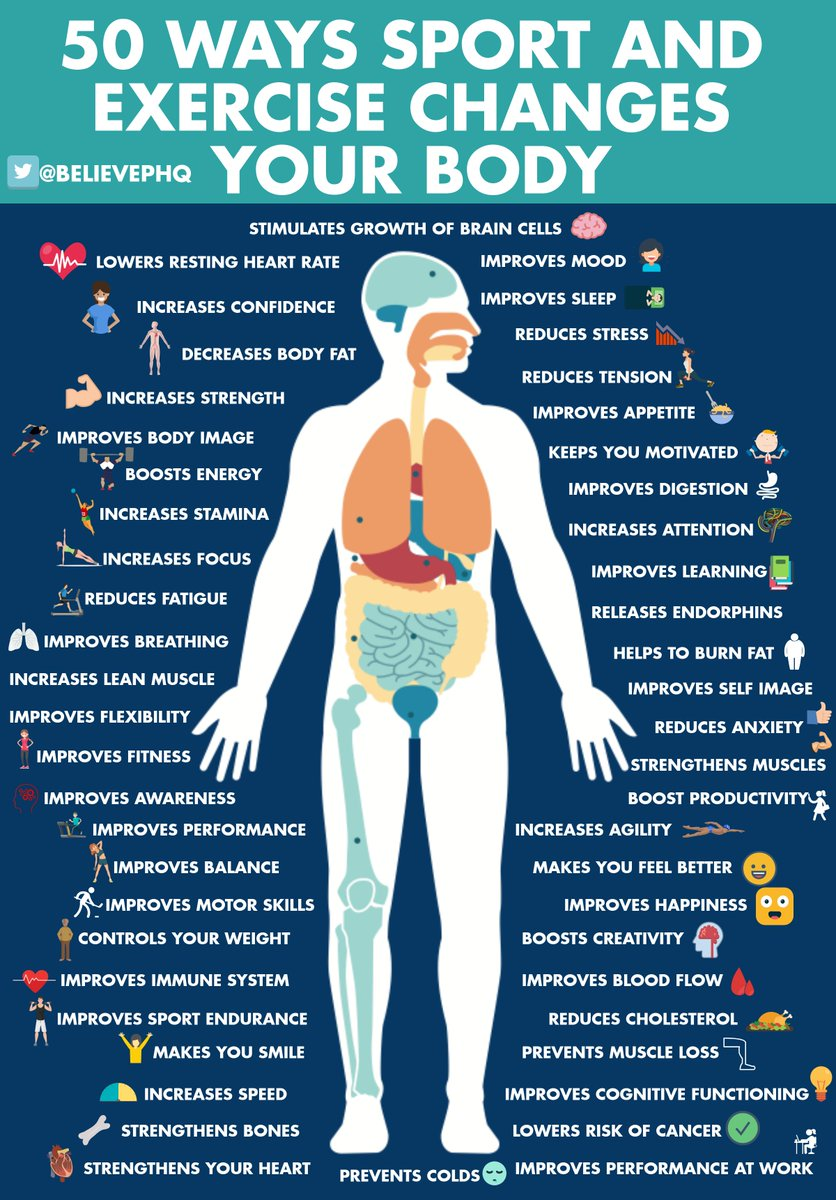 50 WAYS SPORT AND
EXERCISE CHANGES
YOUR BODY
@BELIEVEPHQ
STIMULATES GROWTH OF BRAIN CELLS
LOWERS RESTING HEART RATE
INCREASES CONFIDENCE
DECREASES BODY FAT
INCREASES STRENGTH
IMPROVES BODY IMAGE
BOOSTS ENERGY
INCREASES STAMINA
INCREASES FOCUS
REDUCES FATIGUE
IMPROVES BREATHING
INCREASES LEAN MUSCLE
IMPROVES FLEXIBILITY
IMPROVES FITNESS
IMPROVES AWARENESS
IMPROVES PERFORMANCE
IMPROVES BALANCE
IMPROVES MOTOR SKILLS
CONTROLS YOUR WEIGHT
IMPROVES IMMUNE SYSTEM
IMPROVES SPORT ENDURANCE
MAKES YOU SMILE
INCREASES SPEED
STRENGTHENS BONES
STRENGTHENS YOUR HEART
IMPROVES MOOD
IMPROVES SLEEP
REDUCES STRESS
REDUCES TENSION
IMPROVES APPETITE
KEEPS YOU MOTIVATED
IMPROVES DIGESTION
INCREASES ATTENTION
IMPROVES LEARNING
RELEASES ENDORPHINS
HELPS TO BURN FAT
IMPROVES SELF IMAGE
REDUCES ANXIETY
STRENGTHENS MUSCLES
BOOST PRODUCTIVITY
INCREASES AGILITY
MAKES YOU FEEL BETTER
IMPROVES HAPPINESS
BOOSTS CREATIVITY
IMPROVES BLOOD FLOW
REDUCES CHOLESTEROL
PREVENTS MUSCLE LOSS
IMPROVES COGNITIVE FUNCTIONING
LOWERS RISK OF CANCER
IMPROVES PERFORMANCE AT WORK
PREVENTS COLDS